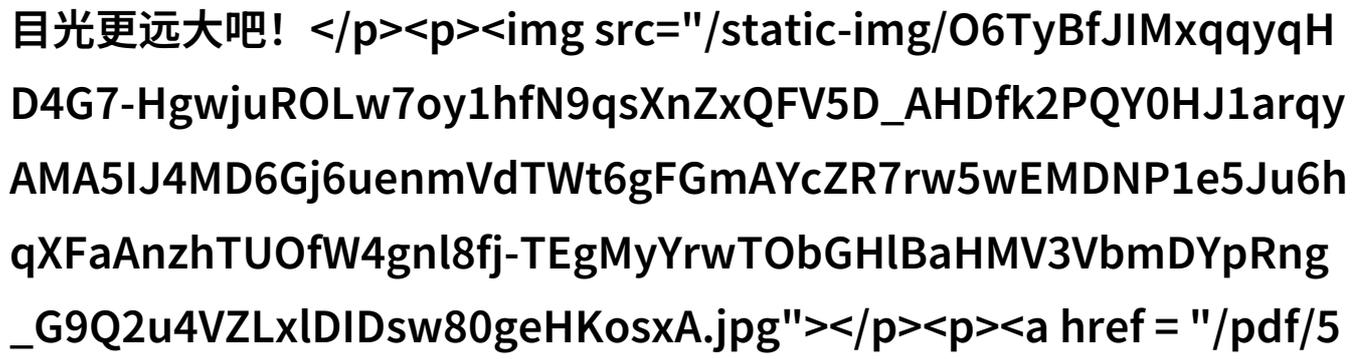 目光更远大吧！</p><p><img src="/static-img/O6TyBfJIMxqqyqH
D4G7-HgwjuROLw7oy1hfN9qsXnZxQFV5D_AHDfk2PQY0HJ1arqy
AMA5IJ4MD6Gj6uenmVdTWt6gFGmAYcZR7rw5wEMDNP1e5Ju6h
qXFaAnzhTUOfW4gnl8fj-TEgMyYrwTObGHlBaHMV3VbmDYpRng
_G9Q2u4VZLxlDIDsw80geHKosxA.jpg"></p><p><a href = "/pdf/5